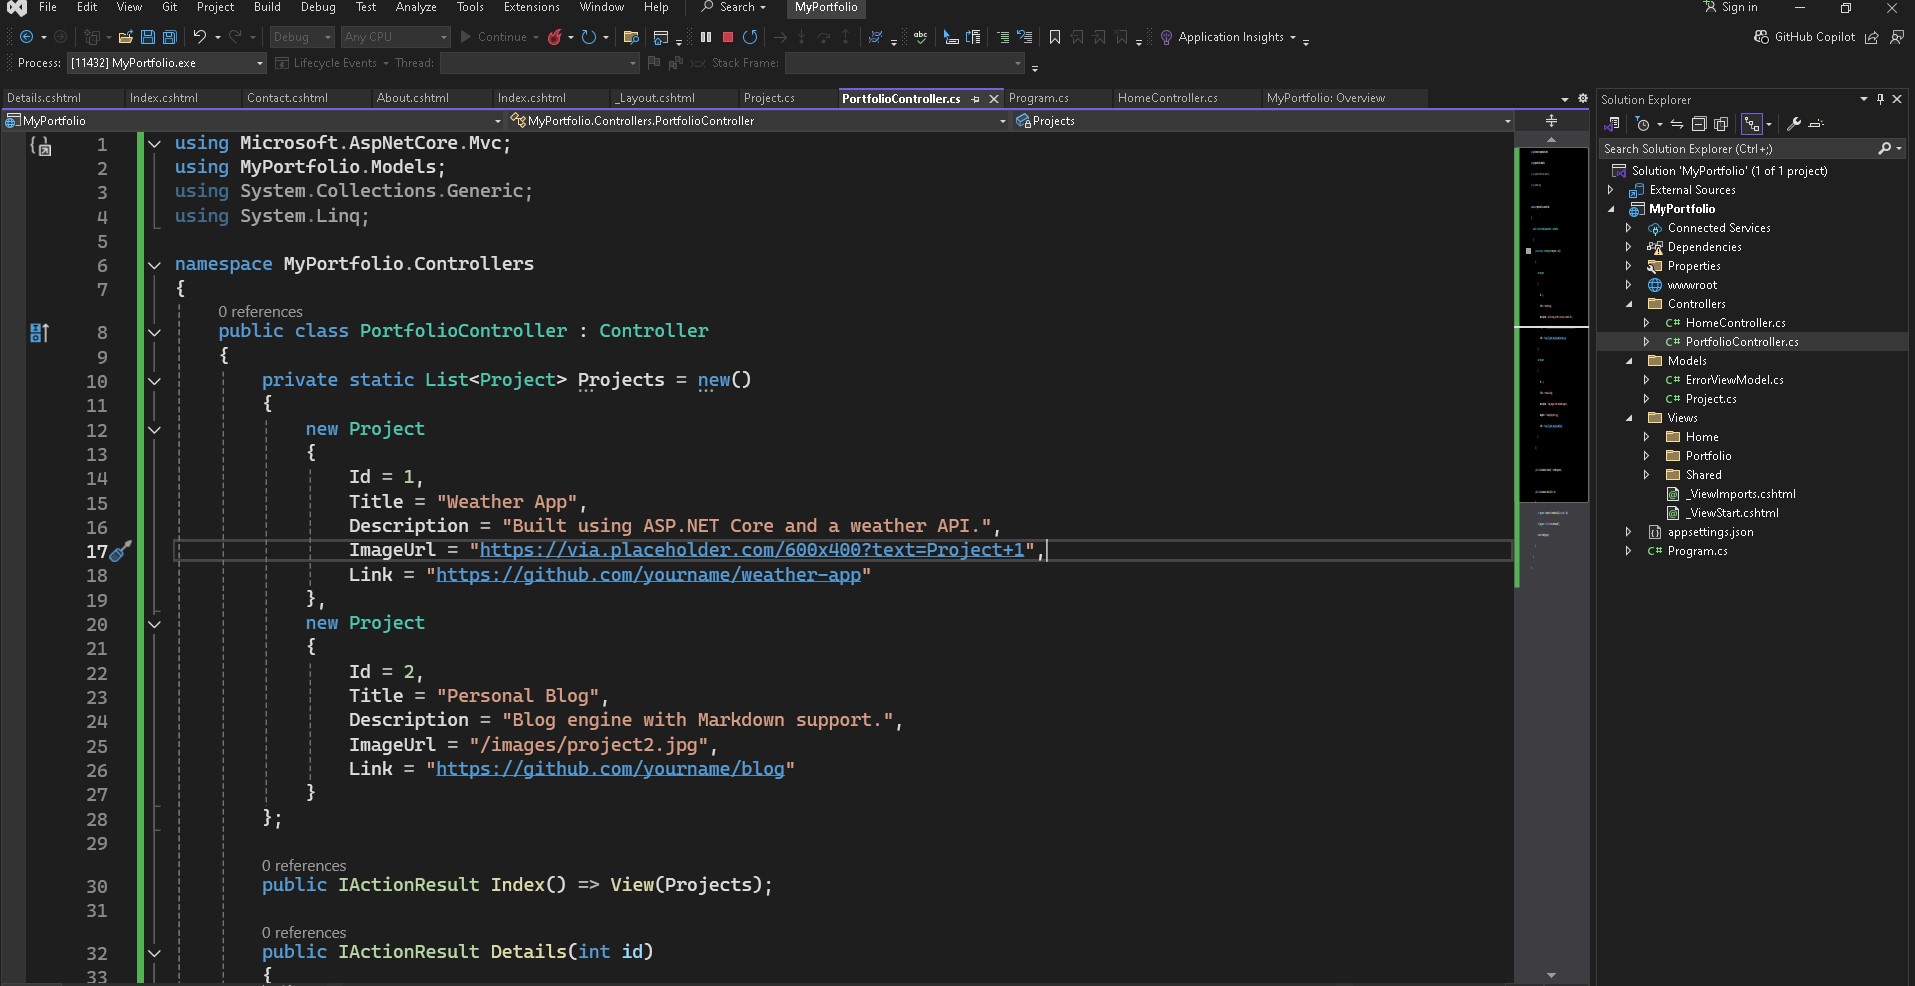 File Edit View Git Project Build Debug Test Analyze Tools Extensions Window Help Search MyPortfolio Sign in
Debug Any CPU Continue Application Insights GitHub Copilot
Process: [11432] MyPortfolio.exe Lifecycle Events Thread: Stack Frame:
Details.cshtml Index.cshtml Contact.cshtml About.cshtml Index.cshtml _Layout.cshtml Project.cs PortfolioController.cs Program.cs HomeController.cs MyPortfolio: Overview
MyPortfolio MyPortfolio.Controllers.PortfolioController Projects
1 using Microsoft.AspNetCore.Mvc;
2 using MyPortfolio.Models;
3 using System.Collections.Generic;
4 using System.Linq;
5
6 namespace MyPortfolio.Controllers
7 {
0 references
8 public class PortfolioController : Controller
9 {
10 private static List<Project> Projects = new()
11 {
12 new Project
13 {
14 Id = 1,
15 Title = "Weather App",
16 Description = "Built using ASP.NET Core and a weather API.",
17 ImageUrl = "https://via.placeholder.com/600x400?text=Project+1",
18 Link = "https://github.com/yourname/weather-app"
19 },
20 new Project
21 {
22 Id = 2,
23 Title = "Personal Blog",
24 Description = "Blog engine with Markdown support.",
25 ImageUrl = "/images/project2.jpg",
26 Link = "https://github.com/yourname/blog"
27 }
28 };
29
0 references
30 public IActionResult Index() => View(Projects);
31
0 references
32 public IActionResult Details(int id)
33 {
Solution Explorer
Search Solution Explorer (Ctrl+;)
Solution 'MyPortfolio' (1 of 1 project)
External Sources
MyPortfolio
Connected Services
Dependencies
Properties
wwwroot
Controllers
C# HomeController.cs
C# PortfolioController.cs
Models
C# ErrorViewModel.cs
C# Project.cs
Views
Home
Portfolio
Shared
_ViewImports.cshtml
_ViewStart.cshtml
appsettings.json
C# Program.cs